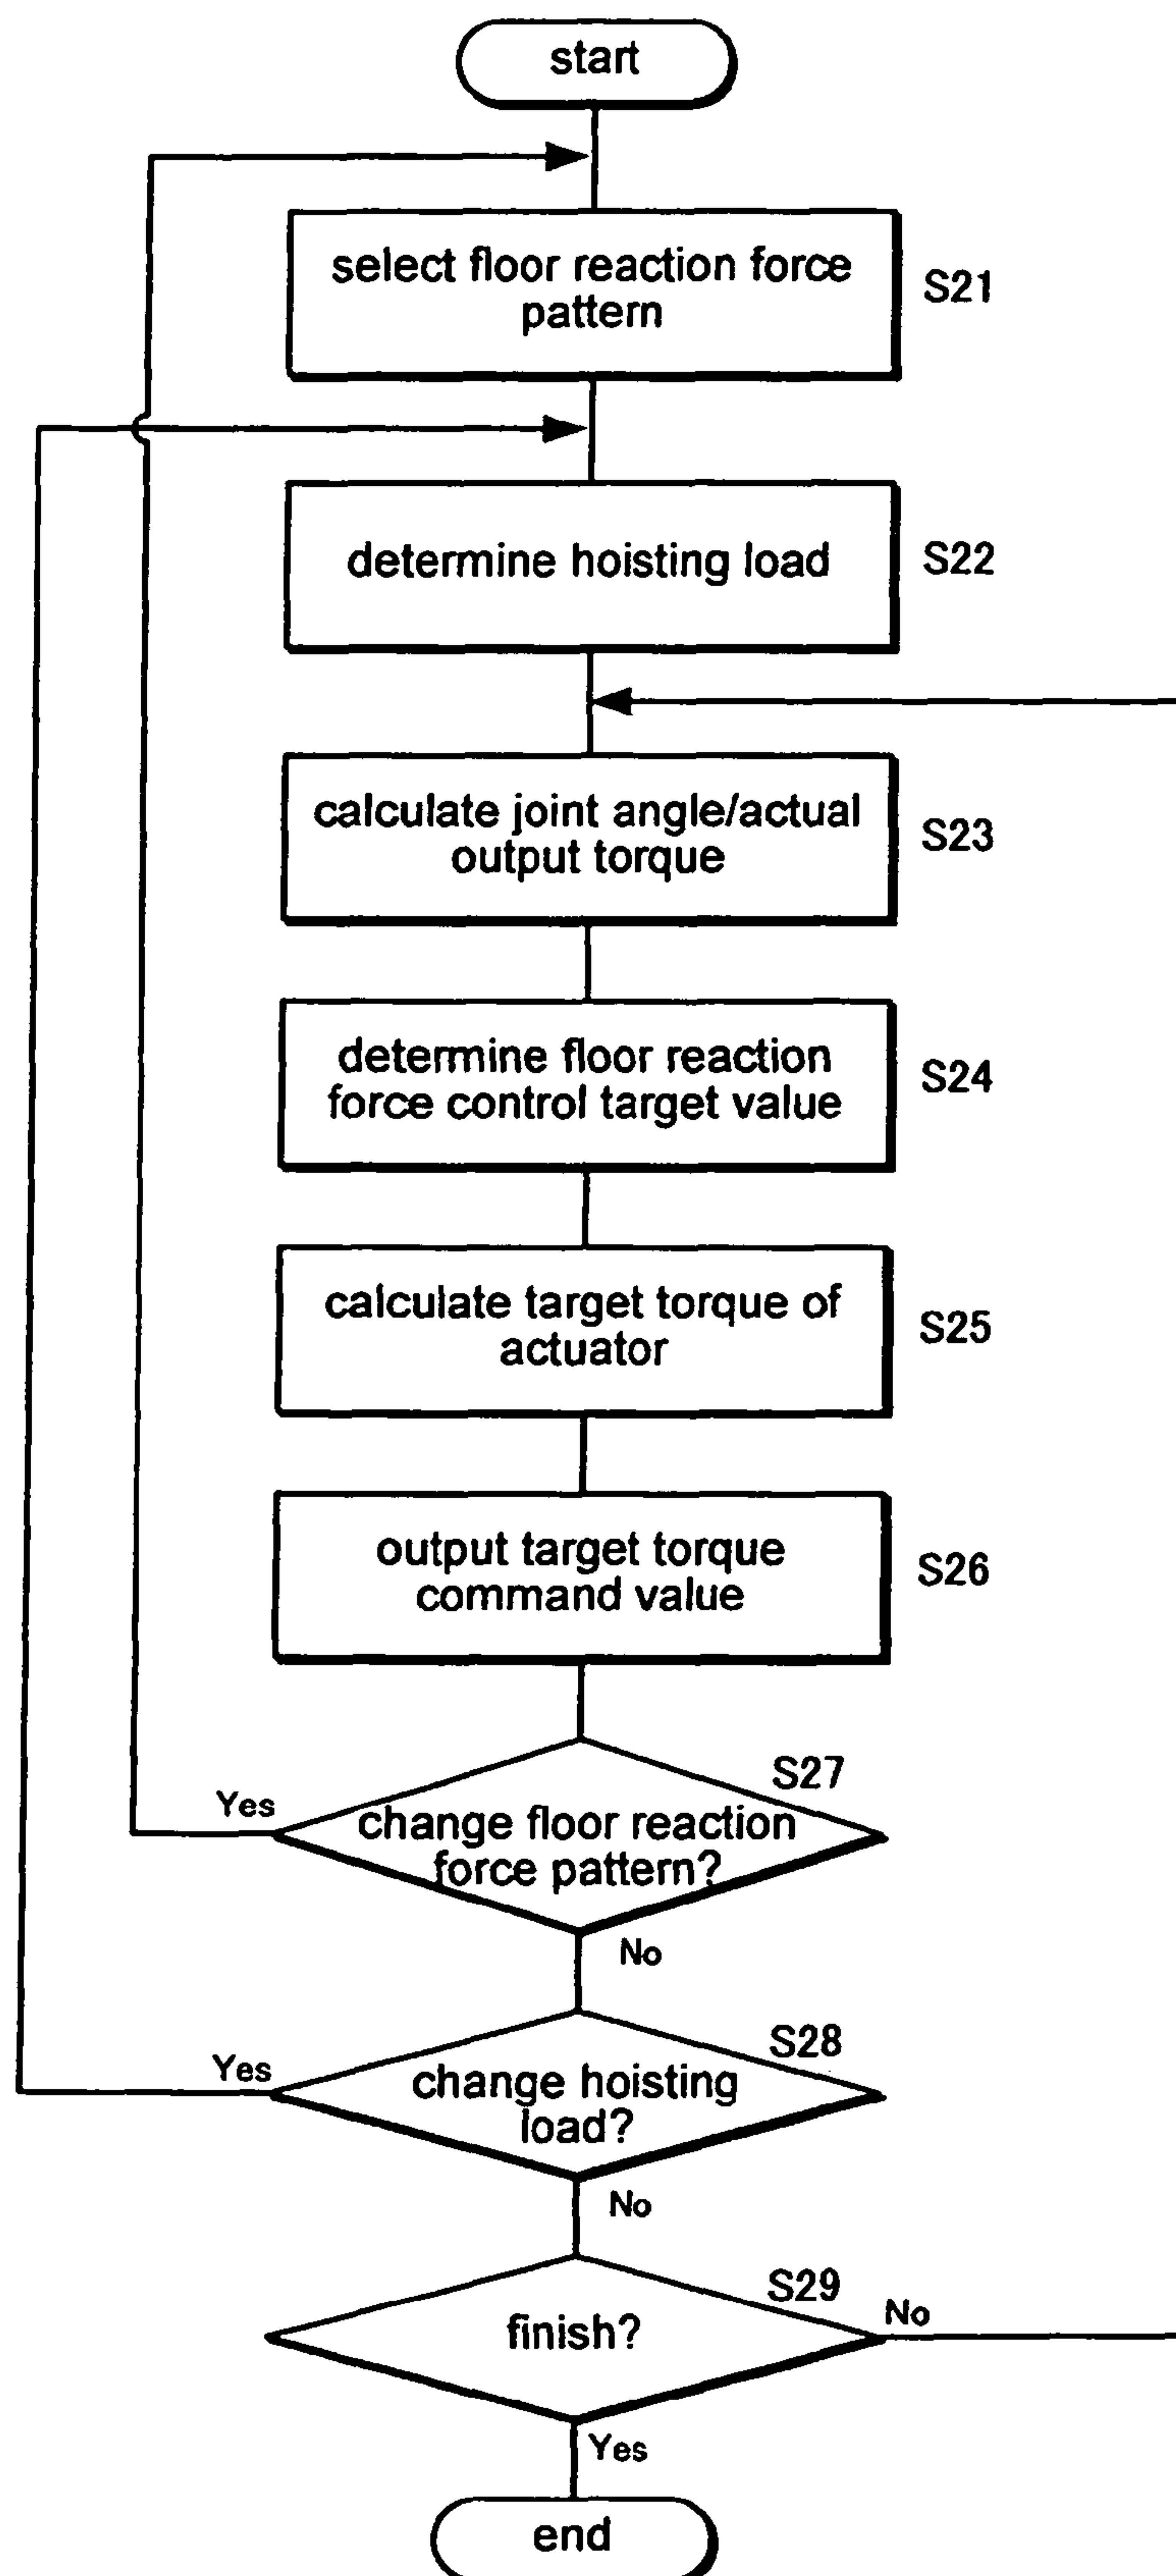 start
select floor reaction force
pattern
S21
determine hoisting load
S22
calculate joint angle/actual
output torque
S23
determine floor reaction
force control target value
S24
calculate target torque of
actuator
S25
output target torque
command value
S26
S27
Yes
change floor reaction
force pattern?
No
S28
Yes
change hoisting
load?
No
S29
No
finish?
Yes
end